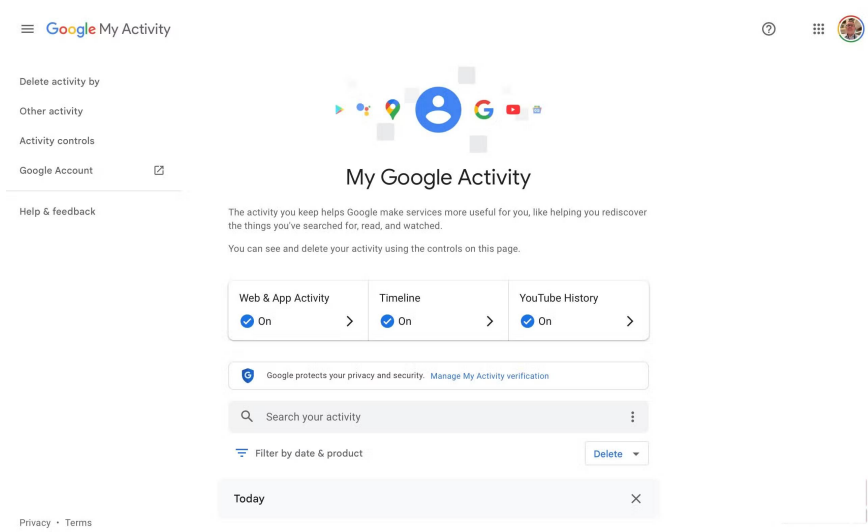 Google My Activity
Delete activity by
Other activity
Activity controls
Google Account
Help & feedback
My Google Activity
The activity you keep helps Google make services more useful for you, like helping you rediscover
the things you've searched for, read, and watched.
You can see and delete your activity using the controls on this page.
Web & App Activity
On
Timeline
On
YouTube History
On
Google protects your privacy and security. Manage My Activity verification
Search your activity
Filter by date & product
Delete
Today
Privacy • Terms